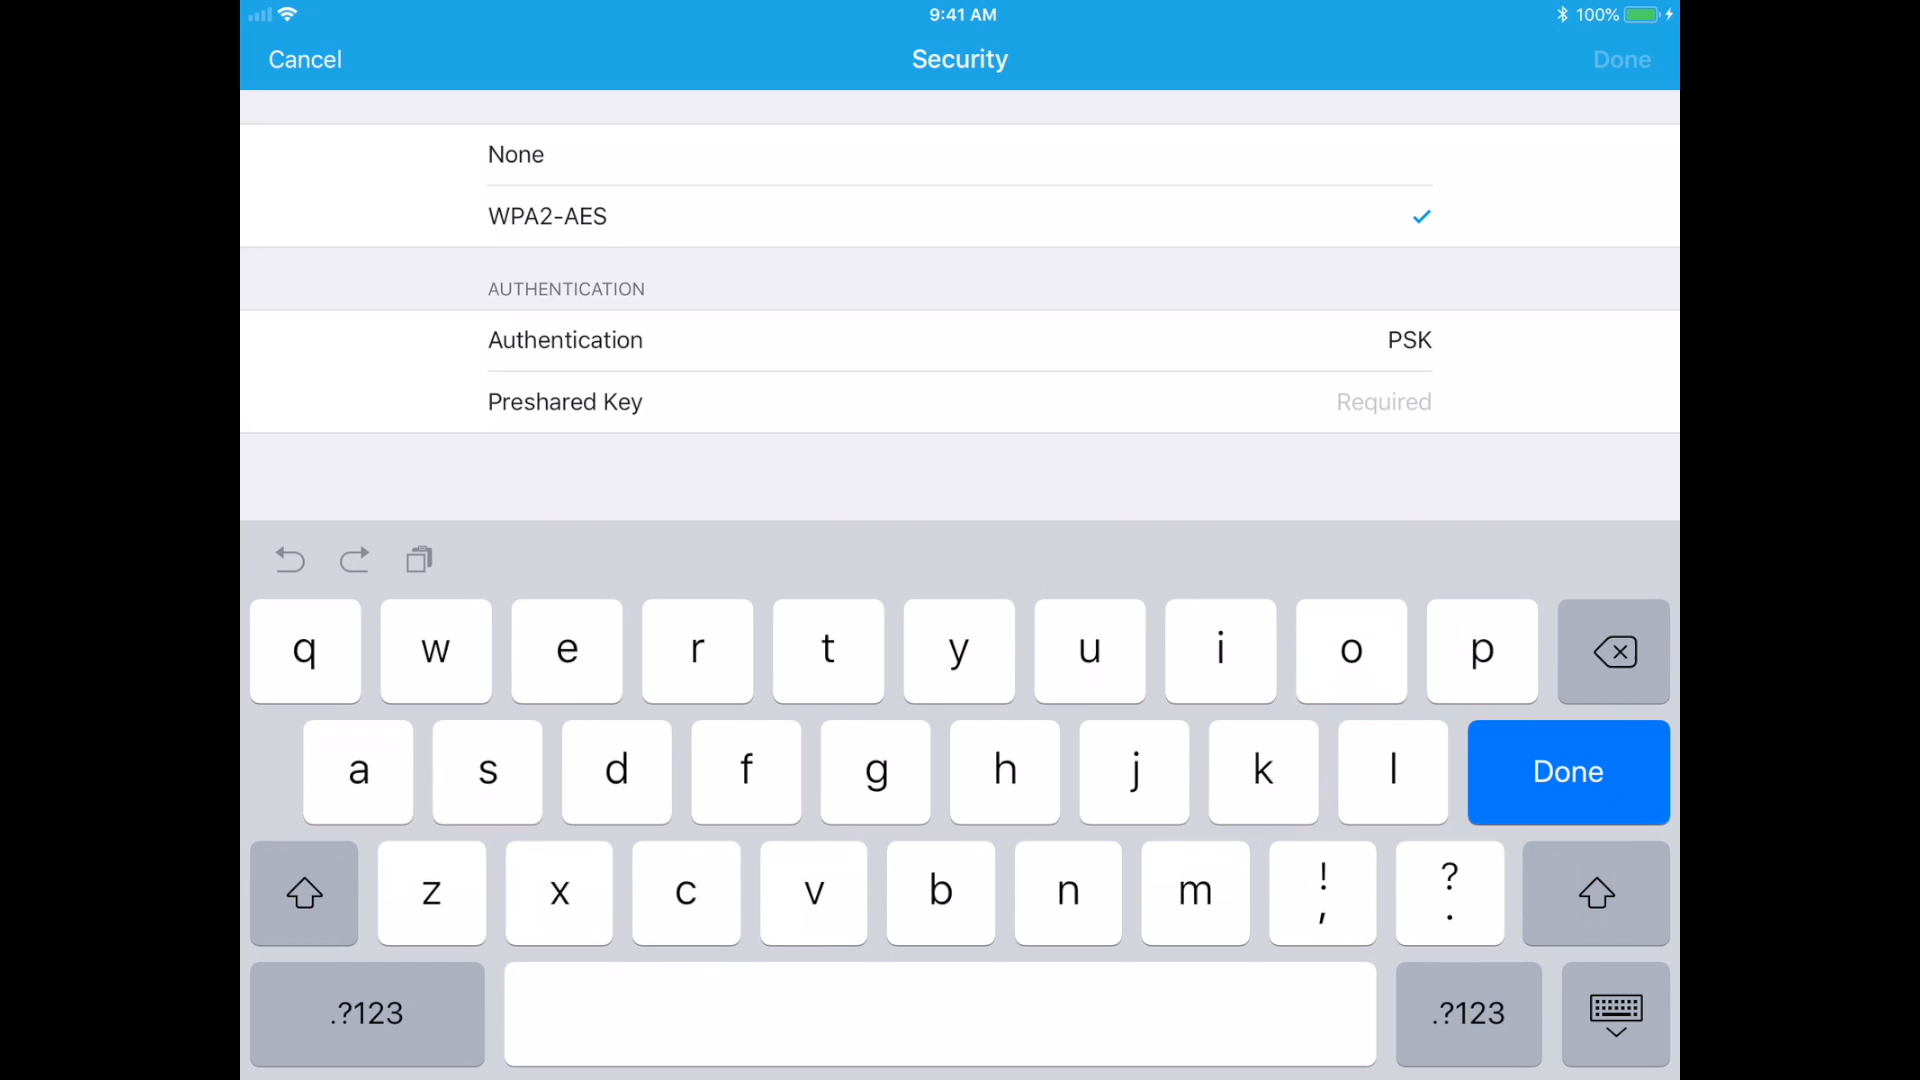 9:41 AM
100%
Cancel
Security
Done
None
WPA2-AES
AUTHENTICATION
Authentication
PSK
Preshared Key
Required
q w e r t y u i o p
a s d f g h j k l Done
z x c v b n m ! , ? .
.?123 .?123